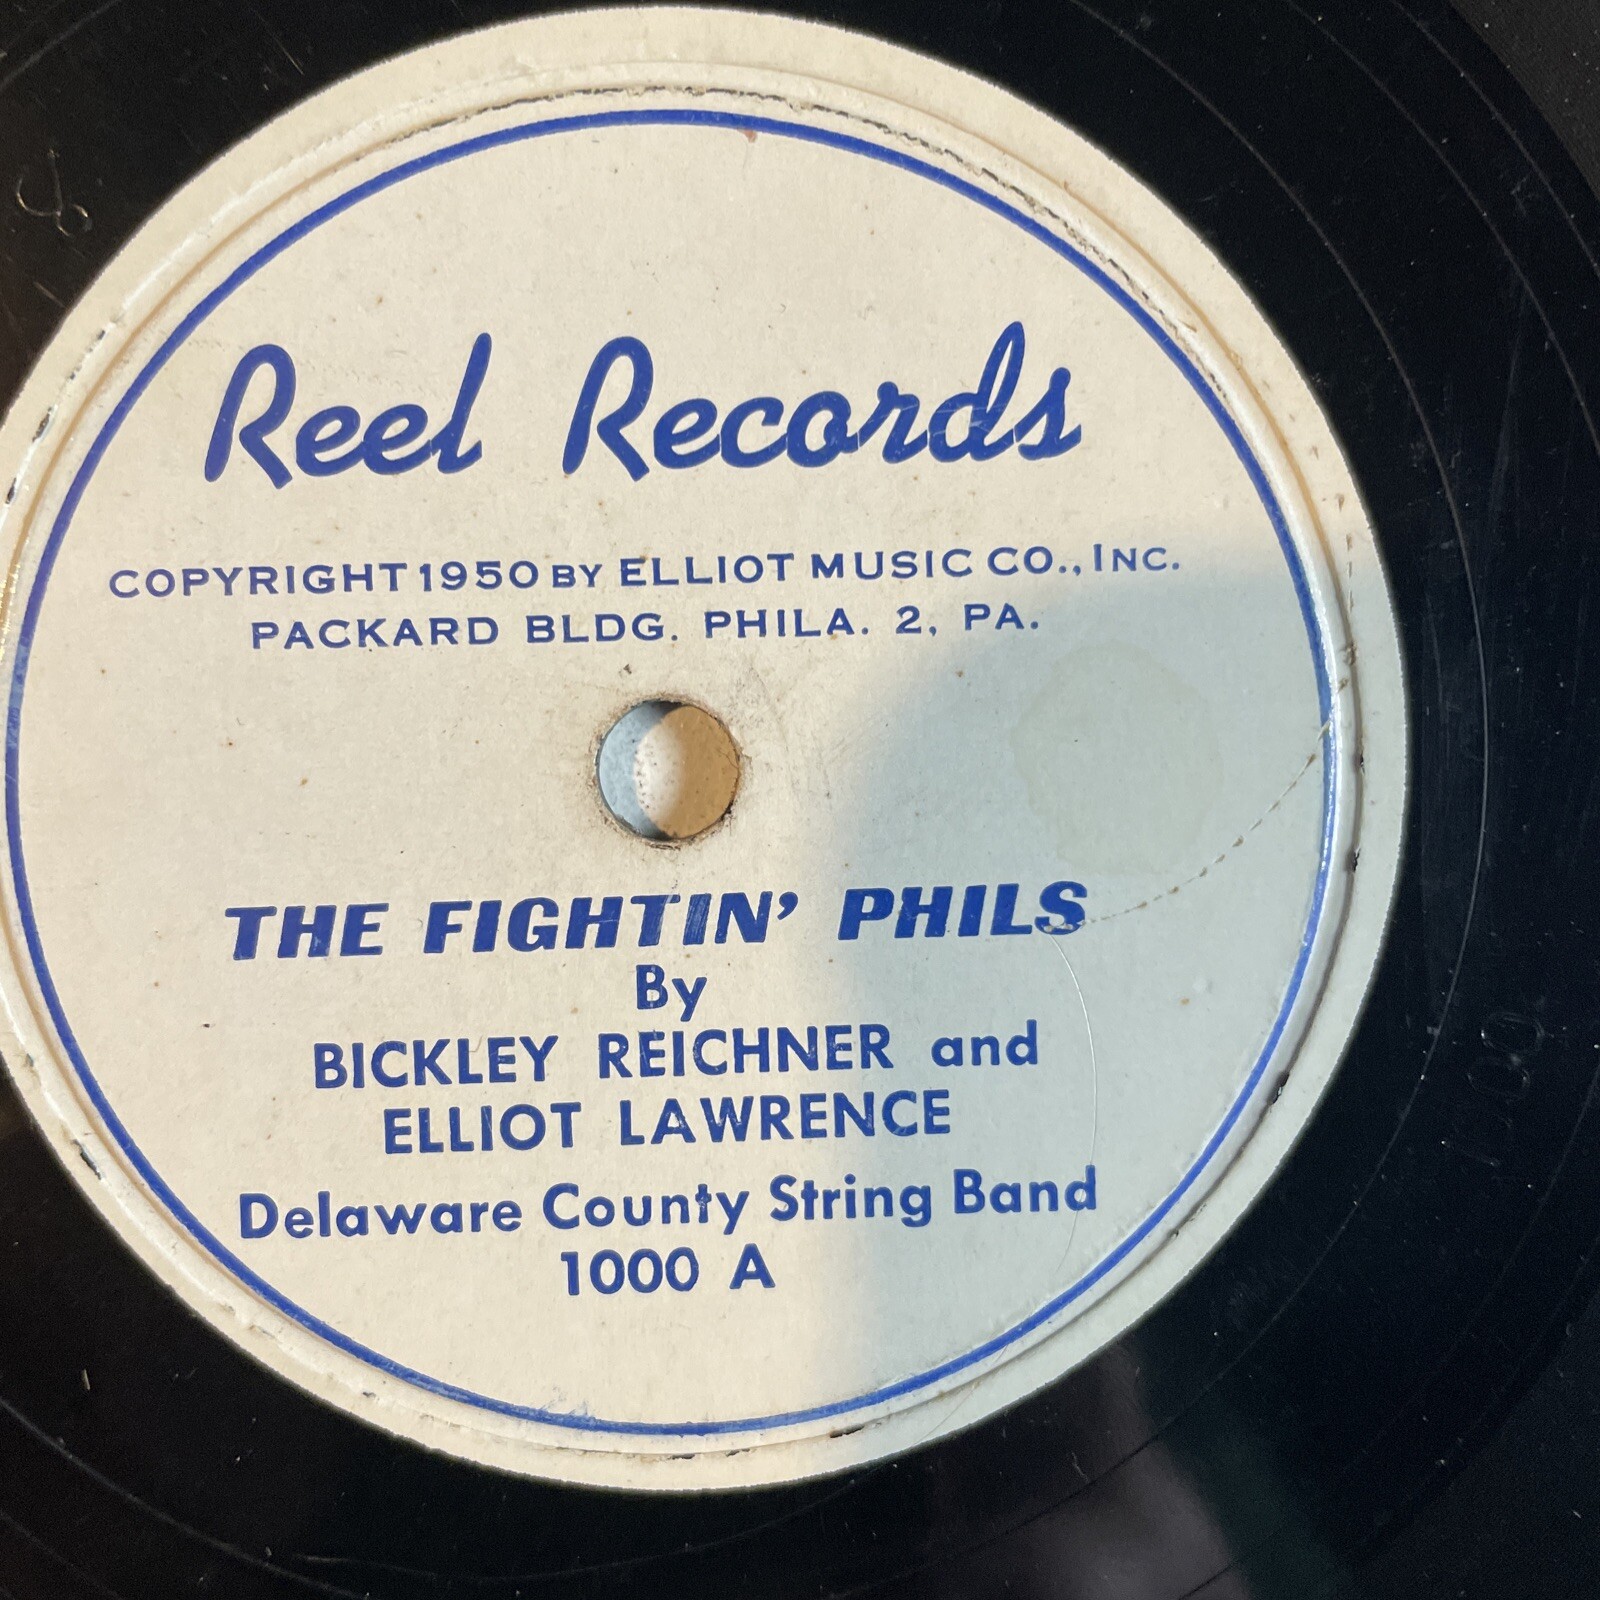 Reel Records
COPYRIGHT 1950 BY ELLIOT MUSIC CO., INC.
PACKARD BLDG. PHILA. 2, PA.
THE FIGHTIN' PHILS
By
BICKLEY REICHNER and
ELLIOT LAWRENCE
Delaware County String Band
1000 A